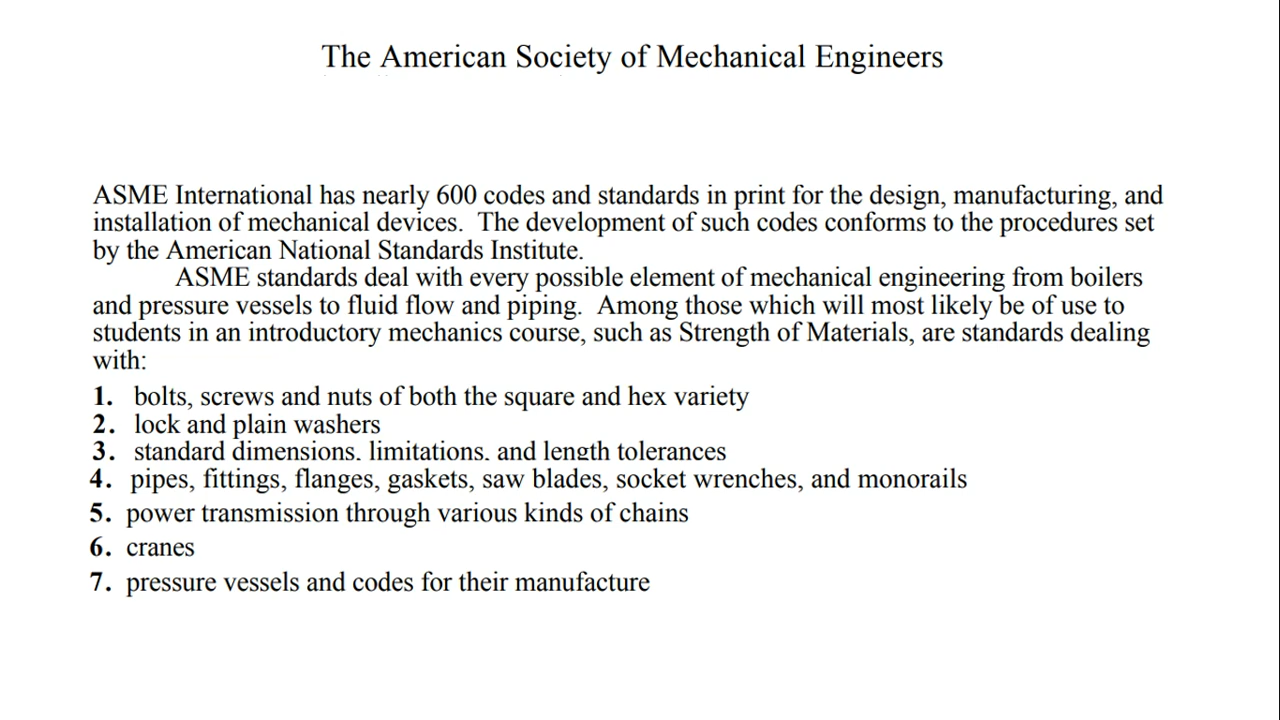 The American Society of Mechanical Engineers
ASME International has nearly 600 codes and standards in print for the design, manufacturing, and
installation of mechanical devices.  The development of such codes conforms to the procedures set
by the American National Standards Institute.
ASME standards deal with every possible element of mechanical engineering from boilers
and pressure vessels to fluid flow and piping.  Among those which will most likely be of use to
students in an introductory mechanics course, such as Strength of Materials, are standards dealing
with:
1. bolts, screws and nuts of both the square and hex variety
2. lock and plain washers
3. standard dimensions, limitations, and length tolerances
4. pipes, fittings, flanges, gaskets, saw blades, socket wrenches, and monorails
5. power transmission through various kinds of chains
6. cranes
7. pressure vessels and codes for their manufacture